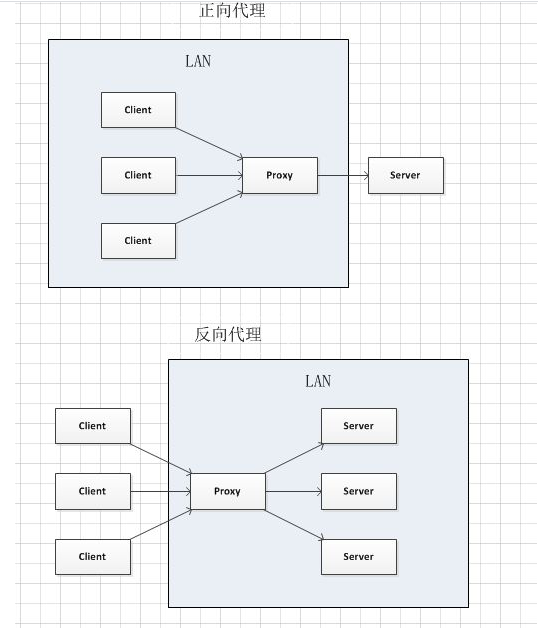 正向代理
LAN
Client
Client
Proxy
Server
Client
反向代理
LAN
Client
Server
Client
Proxy
Server
Client
Server